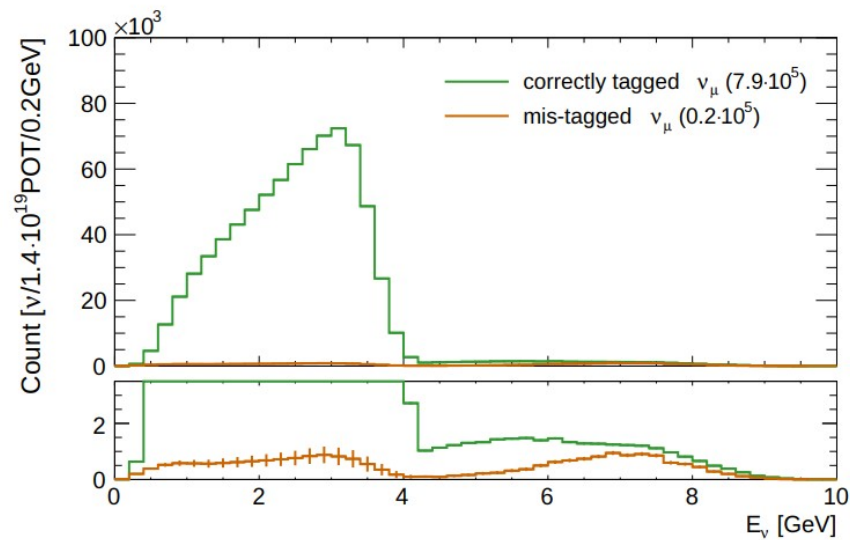 ×10³
100
80
60
40
20
0
Count [ν/1.4·10¹⁹POT/0.2GeV]
correctly tagged ν_μ (7.9·10⁵)
mis-tagged ν_μ (0.2·10⁵)
2
0
0 2 4 6 8 10
E_ν [GeV]